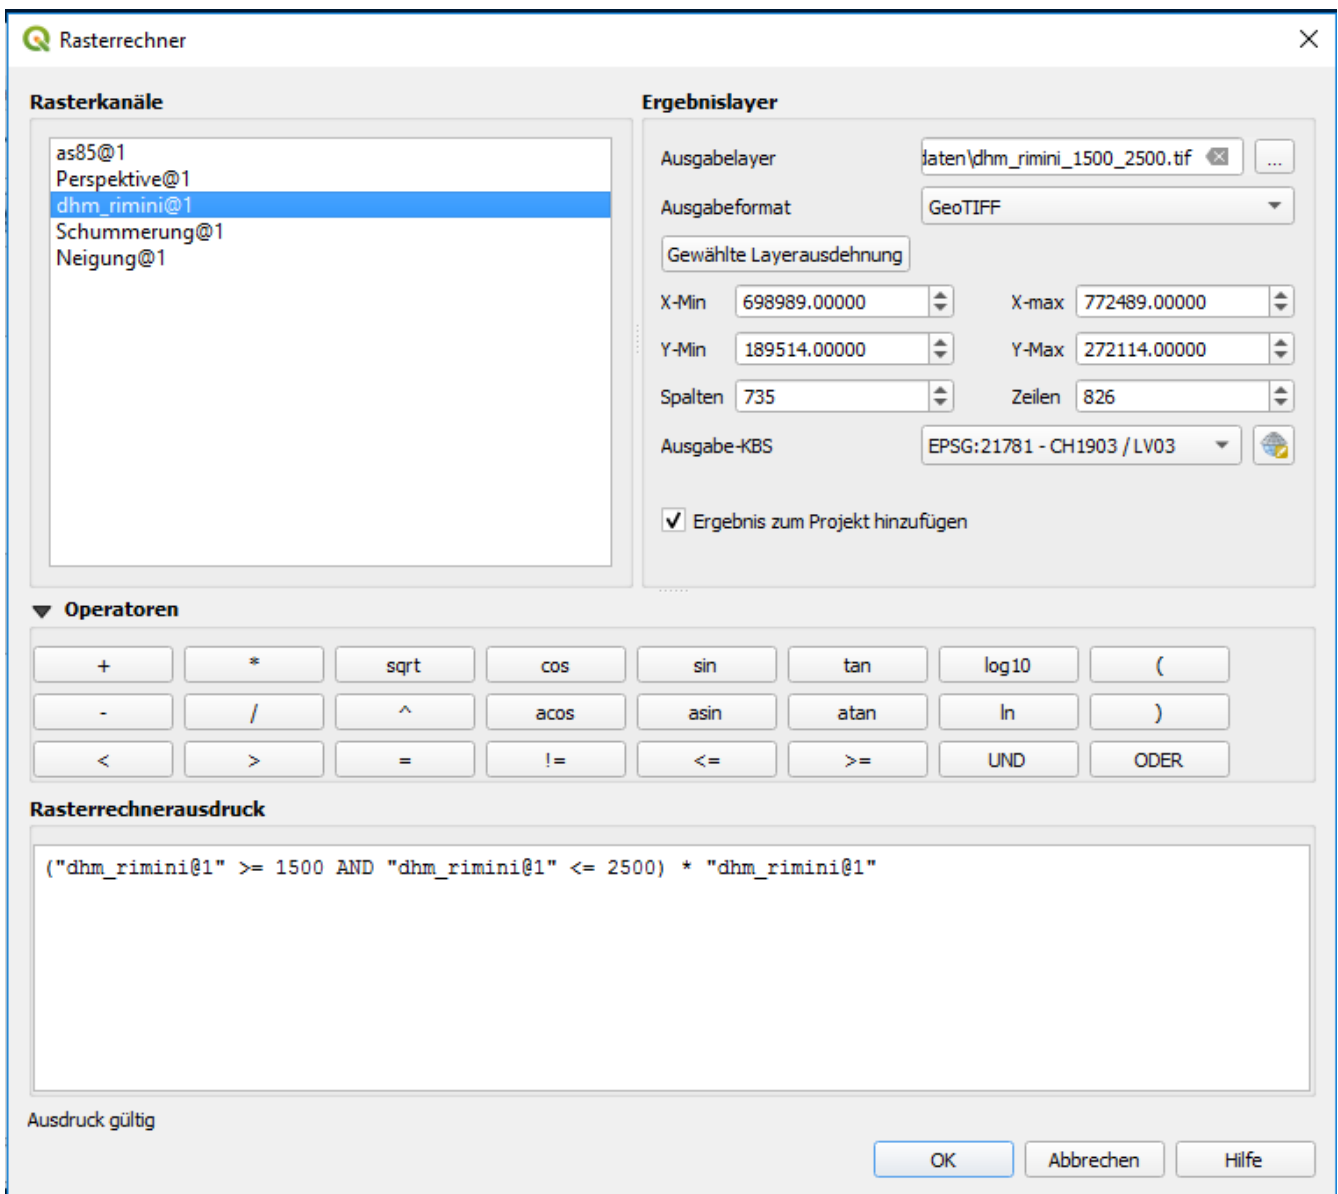 Rasterrechner
Rasterkanäle
as85@1
Perspektive@1
dhm_rimini@1
Schummerung@1
Neigung@1
Ergebnislayer
Ausgabelayer daten\dhm_rimini_1500_2500.tif ...
Ausgabeformat GeoTIFF
Gewählte Layerausdehnung
X-Min 698989.00000 X-max 772489.00000
Y-Min 189514.00000 Y-Max 272114.00000
Spalten 735 Zeilen 826
Ausgabe-KBS EPSG:21781 - CH1903 / LV03
Ergebnis zum Projekt hinzufügen
Operatoren
+ * sqrt cos sin tan log10 (
- / ^ acos asin atan ln )
< > = != <= >= UND ODER
Rasterrechnerausdruck
("dhm_rimini@1" >= 1500 AND "dhm_rimini@1" <= 2500) * "dhm_rimini@1"
Ausdruck gültig
OK Abbrechen Hilfe